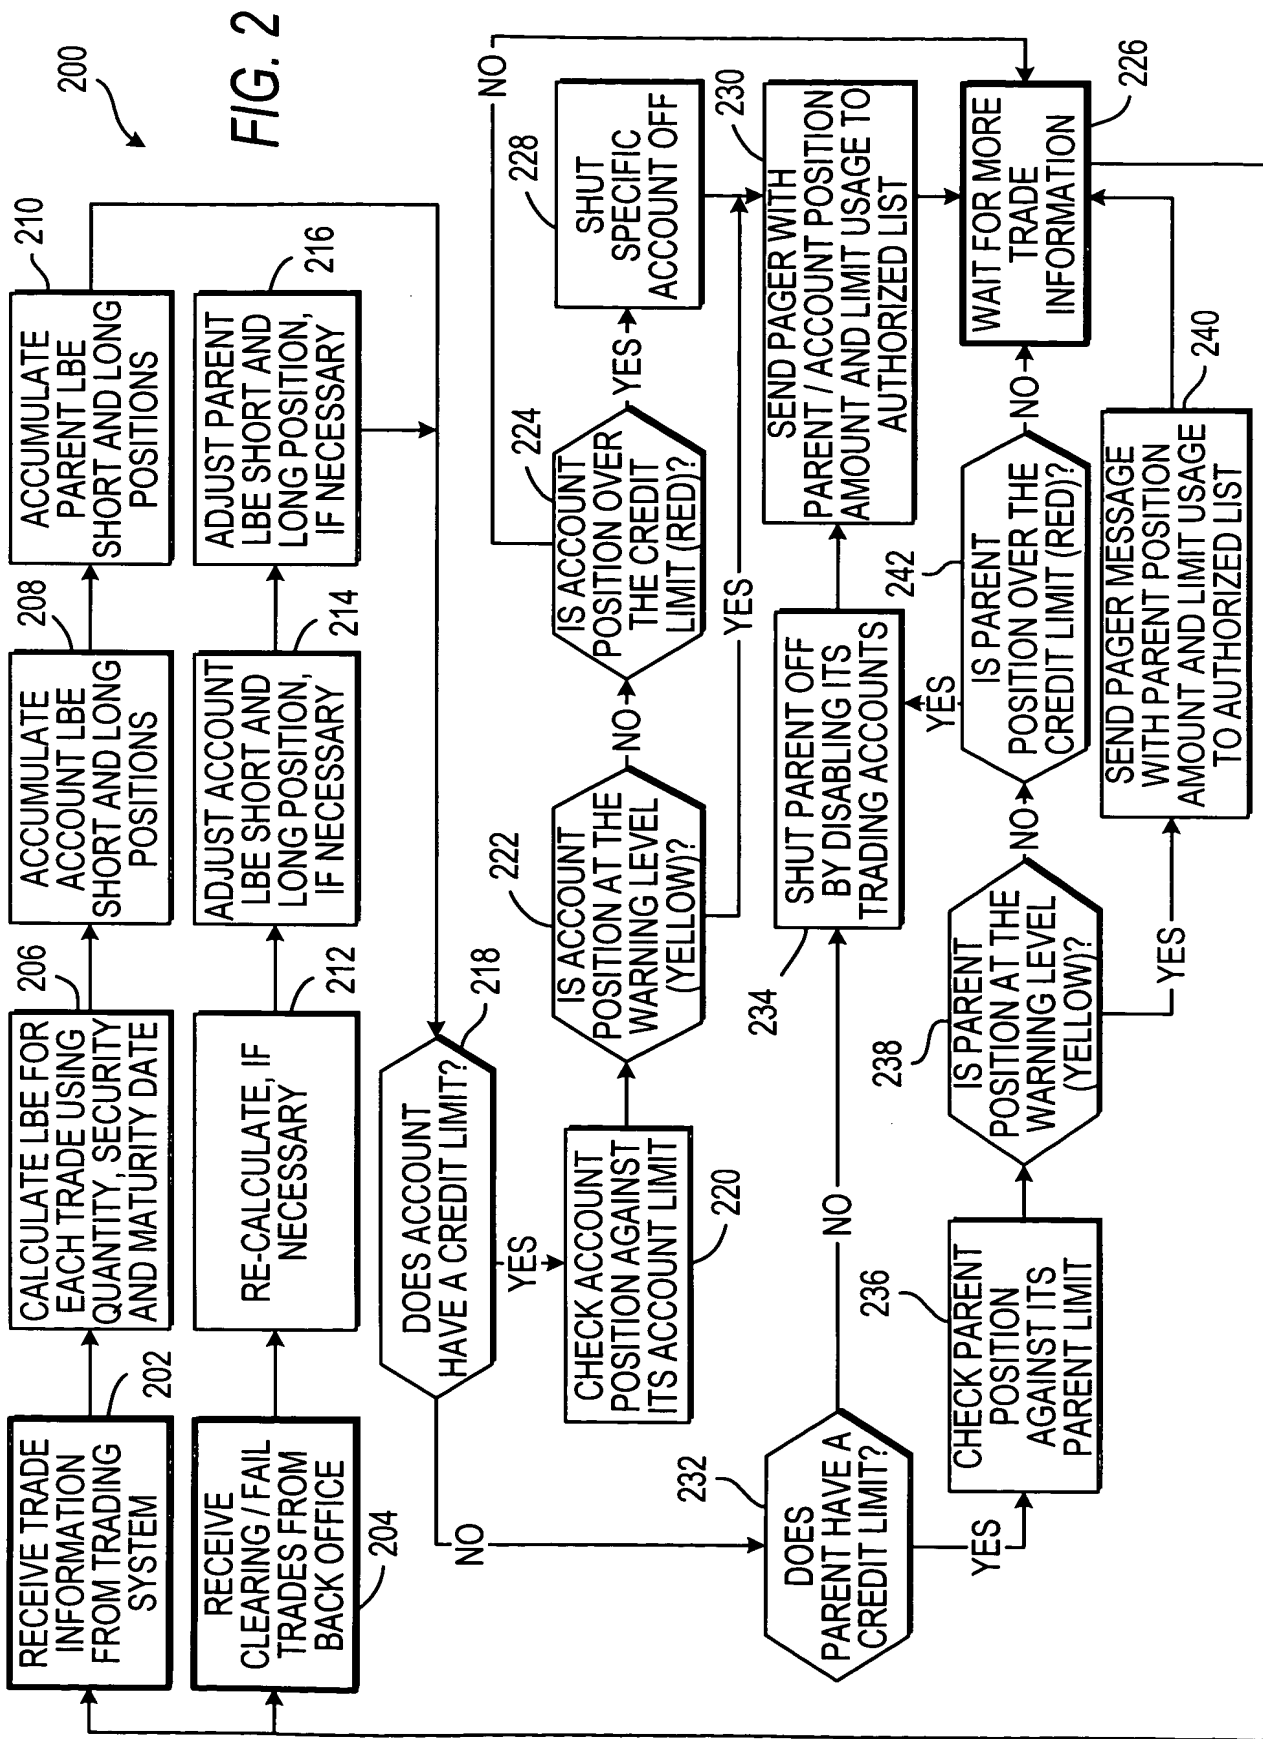 200
FIG. 2
RECEIVE TRADE
INFORMATION
FROM TRADING
SYSTEM
202
CALCULATE LBE FOR
EACH TRADE USING
QUANTITY, SECURITY
AND MATURITY DATE
206
ACCUMULATE
ACCOUNT LBE
SHORT AND LONG
POSITIONS
208
ACCUMULATE
PARENT LBE
SHORT AND LONG
POSITIONS
210
RECEIVE
CLEARING / FAIL
TRADES FROM
BACK OFFICE
204
RE-CALCULATE, IF
NECESSARY
212
ADJUST ACCOUNT
LBE SHORT AND
LONG POSITION,
IF NECESSARY
214
ADJUST PARENT
LBE SHORT AND
LONG POSITION,
IF NECESSARY
216
DOES ACCOUNT
HAVE A CREDIT LIMIT?
218
NO
YES
CHECK ACCOUNT
POSITION AGAINST
ITS ACCOUNT LIMIT
220
IS ACCOUNT
POSITION AT THE
WARNING LEVEL
(YELLOW)?
222
NO
YES
IS ACCOUNT
POSITION OVER
THE CREDIT
LIMIT (RED)?
224
NO
YES
SHUT
SPECIFIC
ACCOUNT OFF
228
DOES
PARENT HAVE A
CREDIT LIMIT?
232
NO
YES
SHUT PARENT OFF
BY DISABLING ITS
TRADING ACCOUNTS
234
SEND PAGER WITH
PARENT / ACCOUNT POSITION
AMOUNT AND LIMIT USAGE TO
AUTHORIZED LIST
230
CHECK PARENT
POSITION
AGAINST ITS
PARENT LIMIT
236
IS PARENT
POSITION AT THE
WARNING LEVEL
(YELLOW)?
238
NO
YES
IS PARENT
POSITION OVER THE
CREDIT LIMIT (RED)?
242
YES
NO
WAIT FOR MORE
TRADE
INFORMATION
226
SEND PAGER MESSAGE
WITH PARENT POSITION
AMOUNT AND LIMIT USAGE
TO AUTHORIZED LIST
240